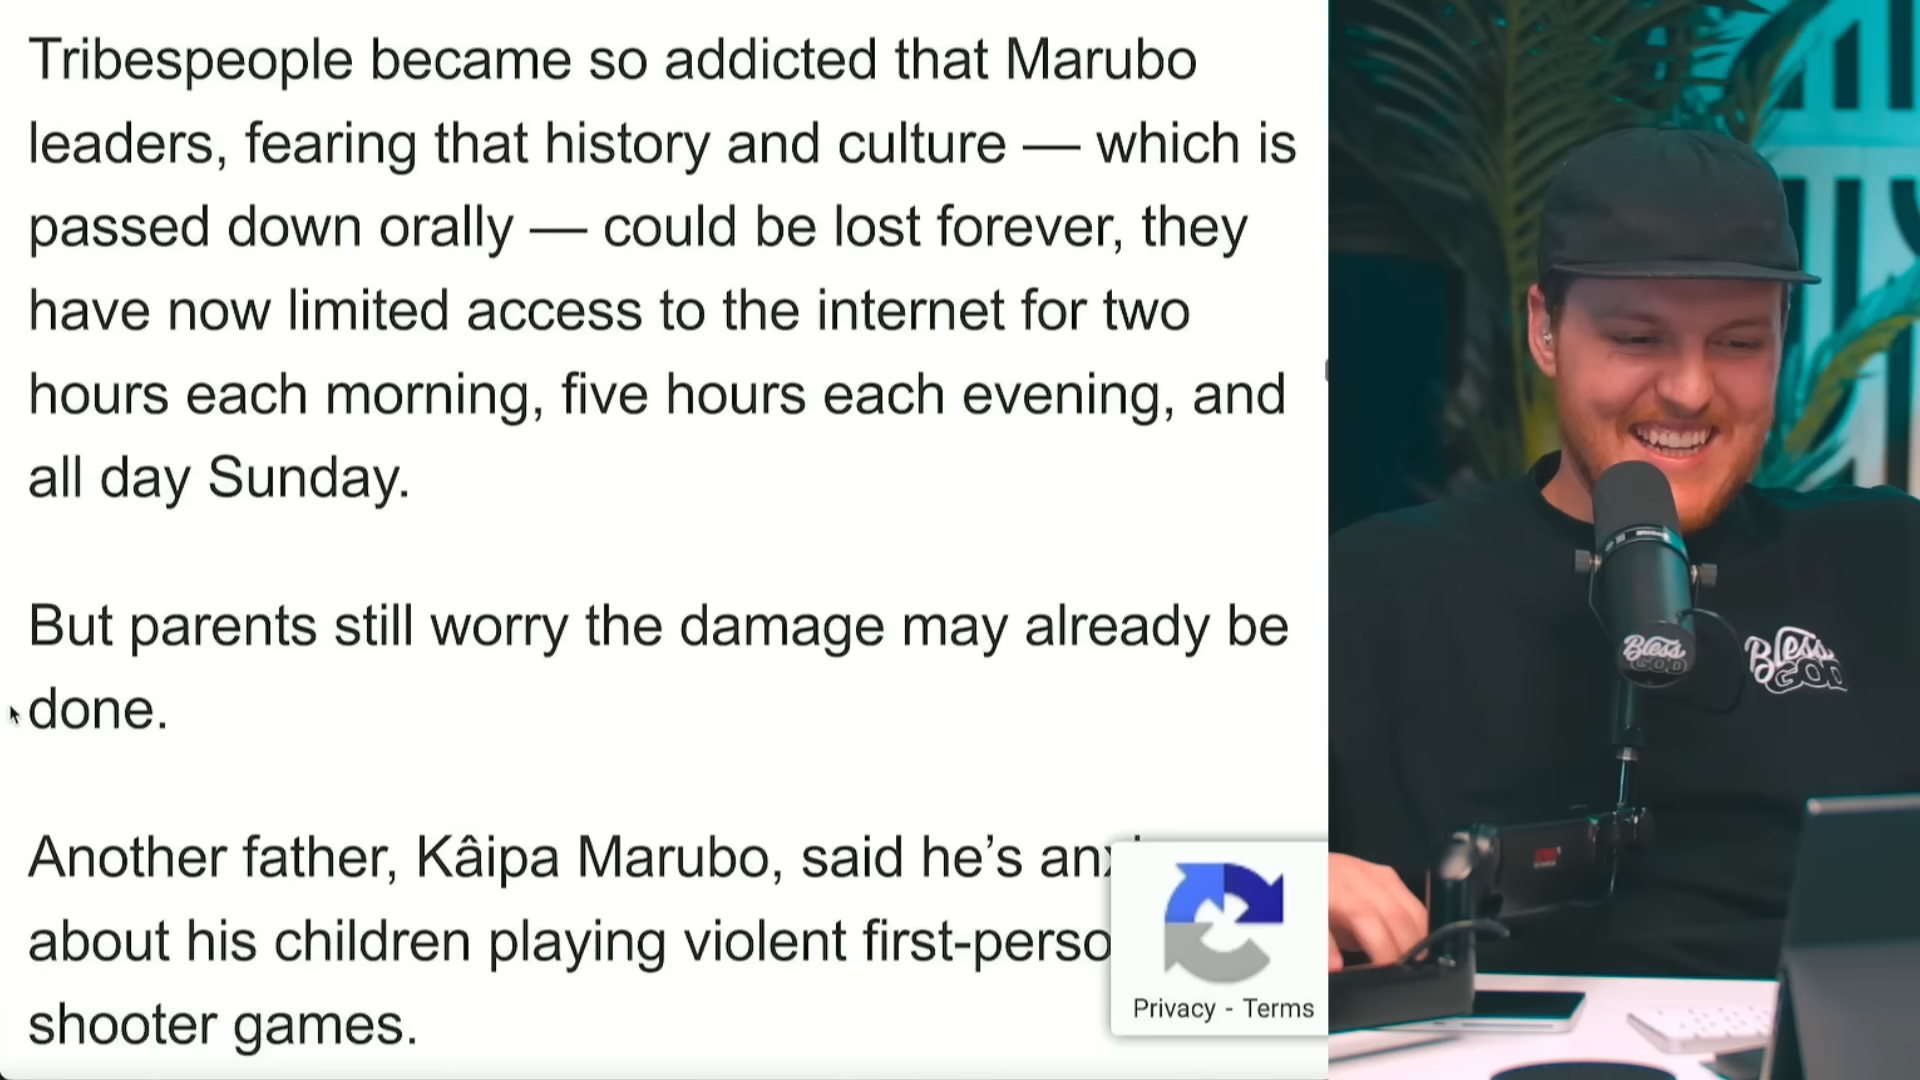 Tribespeople became so addicted that Marubo
leaders, fearing that history and culture — which is
passed down orally — could be lost forever, they
have now limited access to the internet for two
hours each morning, five hours each evening, and
all day Sunday.
But parents still worry the damage may already be
done.
Another father, Kâipa Marubo, said he's
about his children playing violent first-perso
shooter games.
Privacy - Terms
Bless
GOD
Bless
GOD